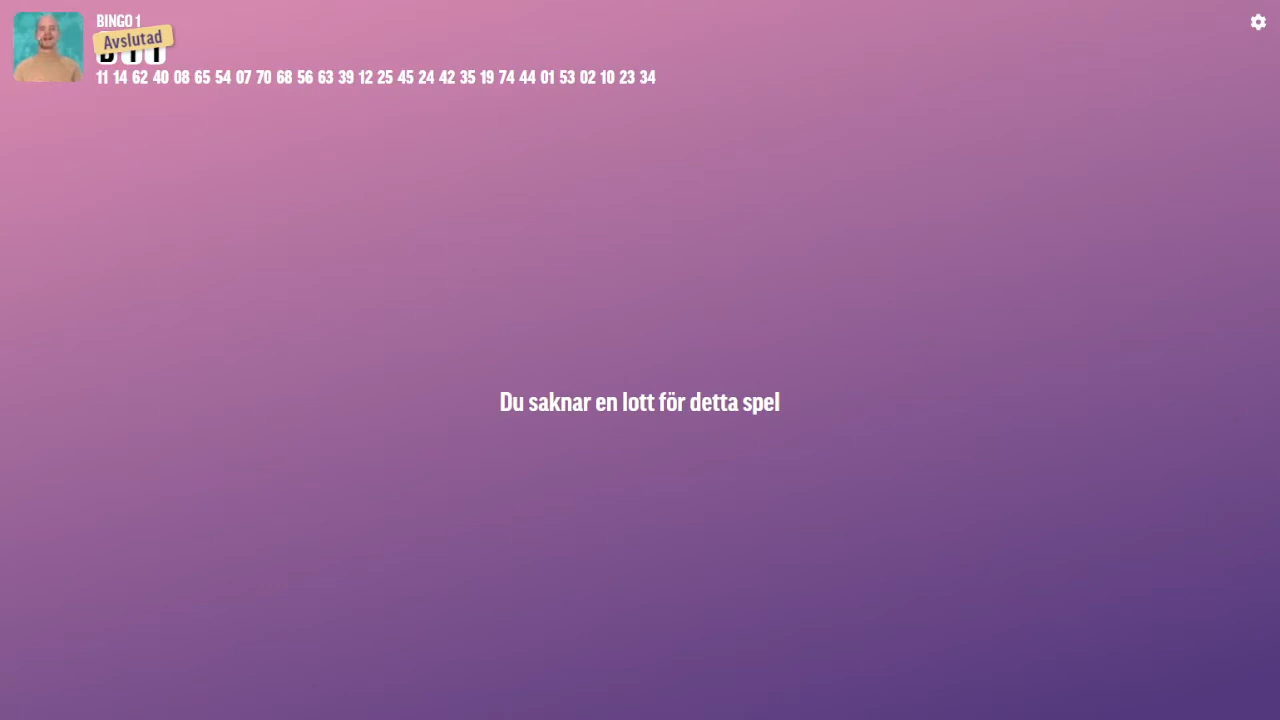 BINGO 1
Avslutad
11 14 62 40 08 65 54 07 70 68 56 63 39 12 25 45 24 42 35 19 74 44 01 53 02 10 23 34
Du saknar en lott för detta spel